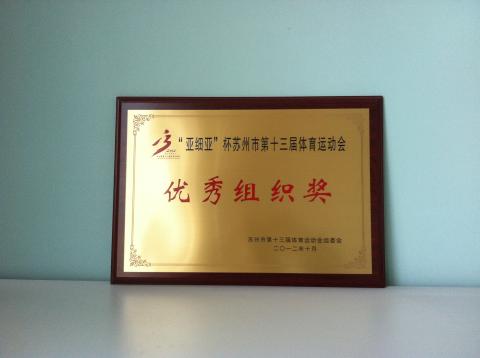 “亚细亚”杯苏州市第十三届体育运动会
优秀组织奖
苏州市第十三届体育运动会组委会
二〇一二年十月